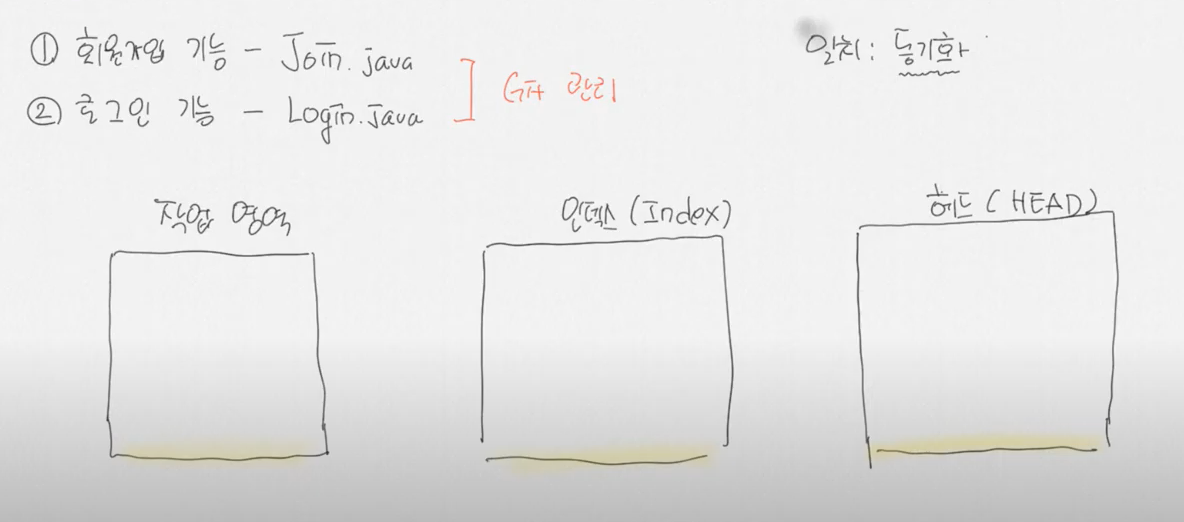 ① 회원가입 기능 - Join.java
② 로그인 기능 - Login.java
Git 관리
일치: 동기화
작업 영역
인덱스 (Index)
헤드 (HEAD)